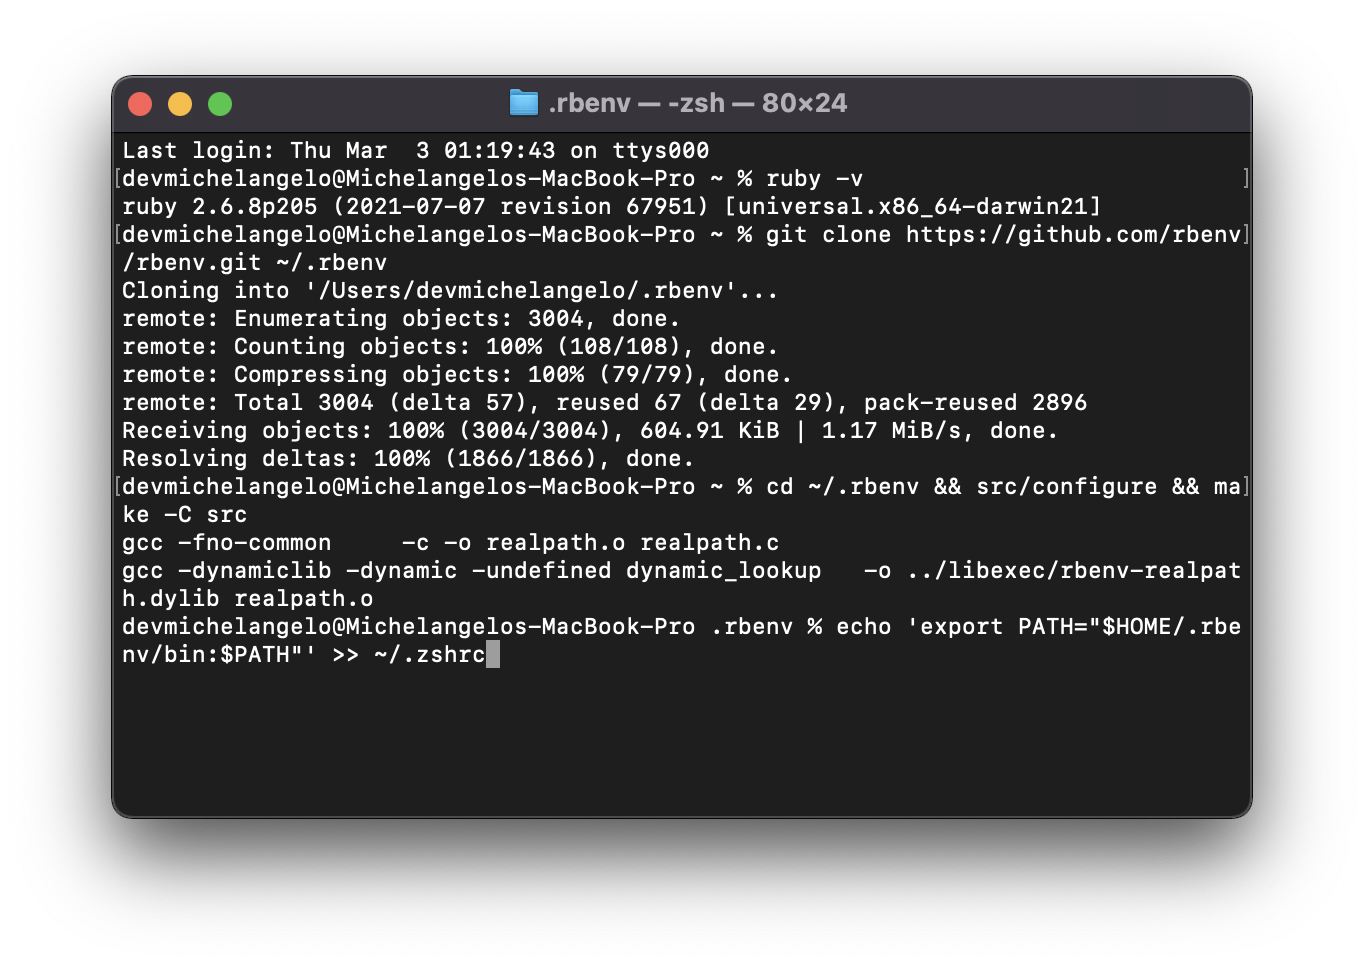 .rbenv — -zsh — 80×24
Last login: Thu Mar  3 01:19:43 on ttys000
[devmichelangelo@Michelangelos-MacBook-Pro ~ % ruby -v ]
ruby 2.6.8p205 (2021-07-07 revision 67951) [universal.x86_64-darwin21]
[devmichelangelo@Michelangelos-MacBook-Pro ~ % git clone https://github.com/rbenv]
/rbenv.git ~/.rbenv
Cloning into '/Users/devmichelangelo/.rbenv'...
remote: Enumerating objects: 3004, done.
remote: Counting objects: 100% (108/108), done.
remote: Compressing objects: 100% (79/79), done.
remote: Total 3004 (delta 57), reused 67 (delta 29), pack-reused 2896
Receiving objects: 100% (3004/3004), 604.91 KiB | 1.17 MiB/s, done.
Resolving deltas: 100% (1866/1866), done.
[devmichelangelo@Michelangelos-MacBook-Pro ~ % cd ~/.rbenv && src/configure && ma]
ke -C src
gcc -fno-common     -c -o realpath.o realpath.c
gcc -dynamiclib -dynamic -undefined dynamic_lookup   -o ../libexec/rbenv-realpat
h.dylib realpath.o
devmichelangelo@Michelangelos-MacBook-Pro .rbenv % echo 'export PATH="$HOME/.rbe
nv/bin:$PATH"' >> ~/.zshrc